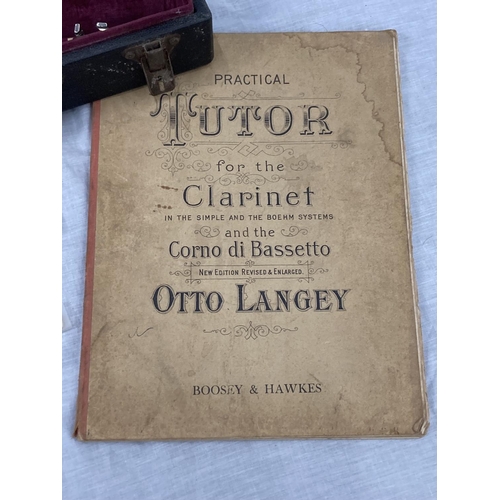 PRACTICAL
TUTOR
for the
Clarinet
IN THE SIMPLE AND THE BOEHM SYSTEMS
and the
Corno di Bassetto
NEW EDITION REVISED & ENLARGED.
OTTO LANGEY
BOOSEY & HAWKES